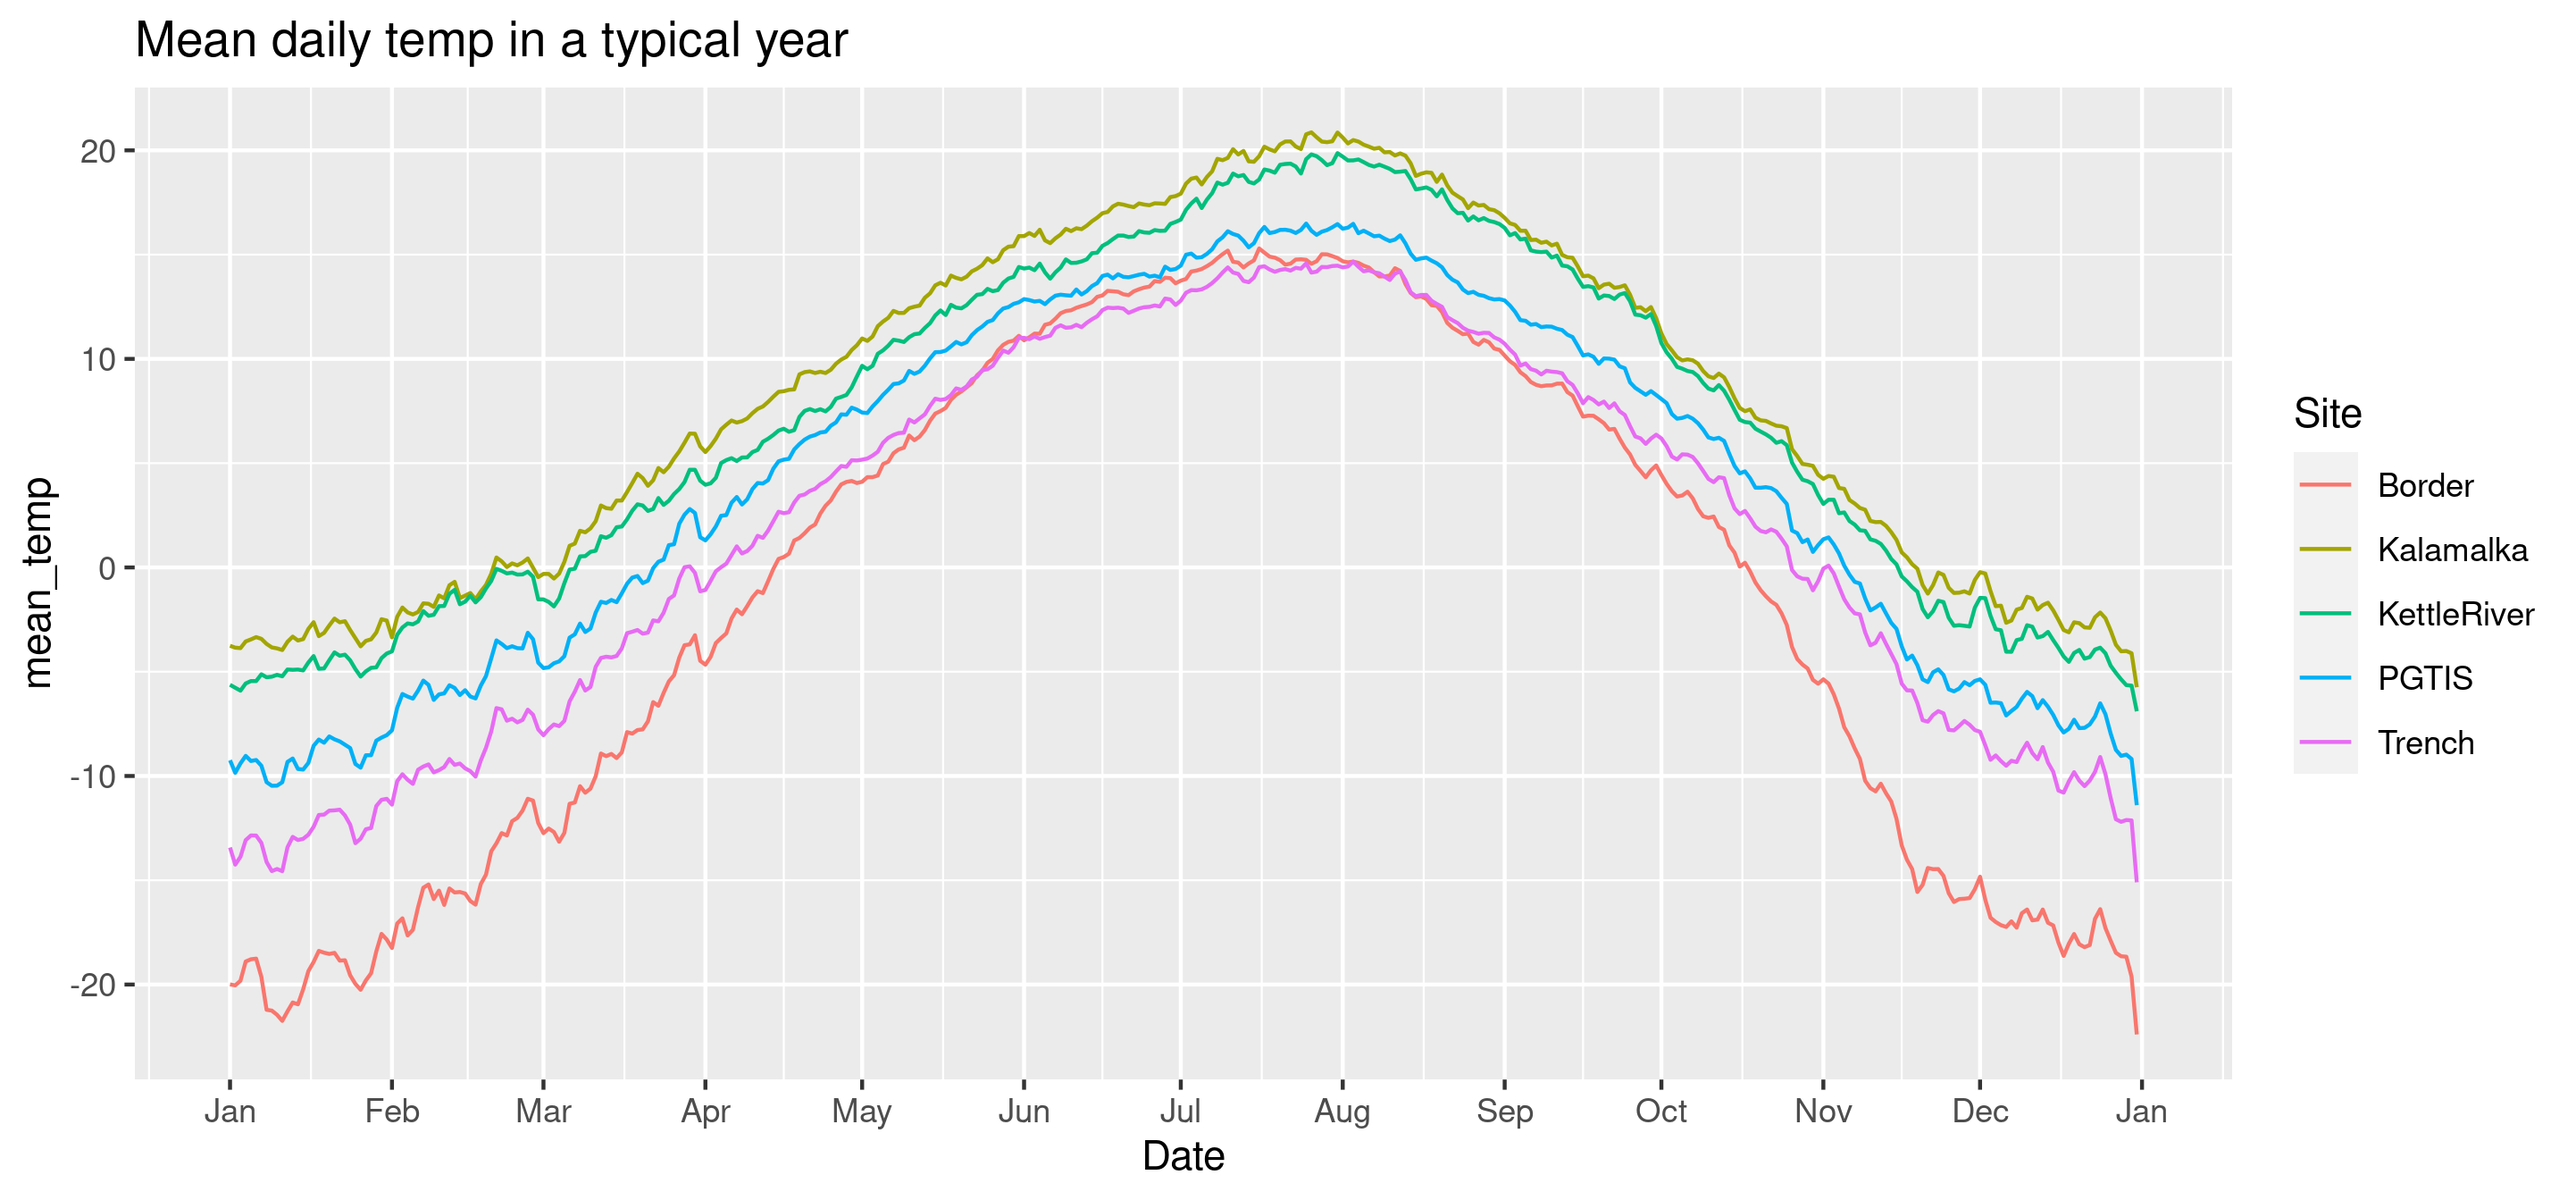 Mean daily temp in a typical year
mean_temp
20
10
0
-10
-20
Jan Feb Mar Apr May Jun Jul Aug Sep Oct Nov Dec Jan
Date
Site
Border
Kalamalka
KettleRiver
PGTIS
Trench